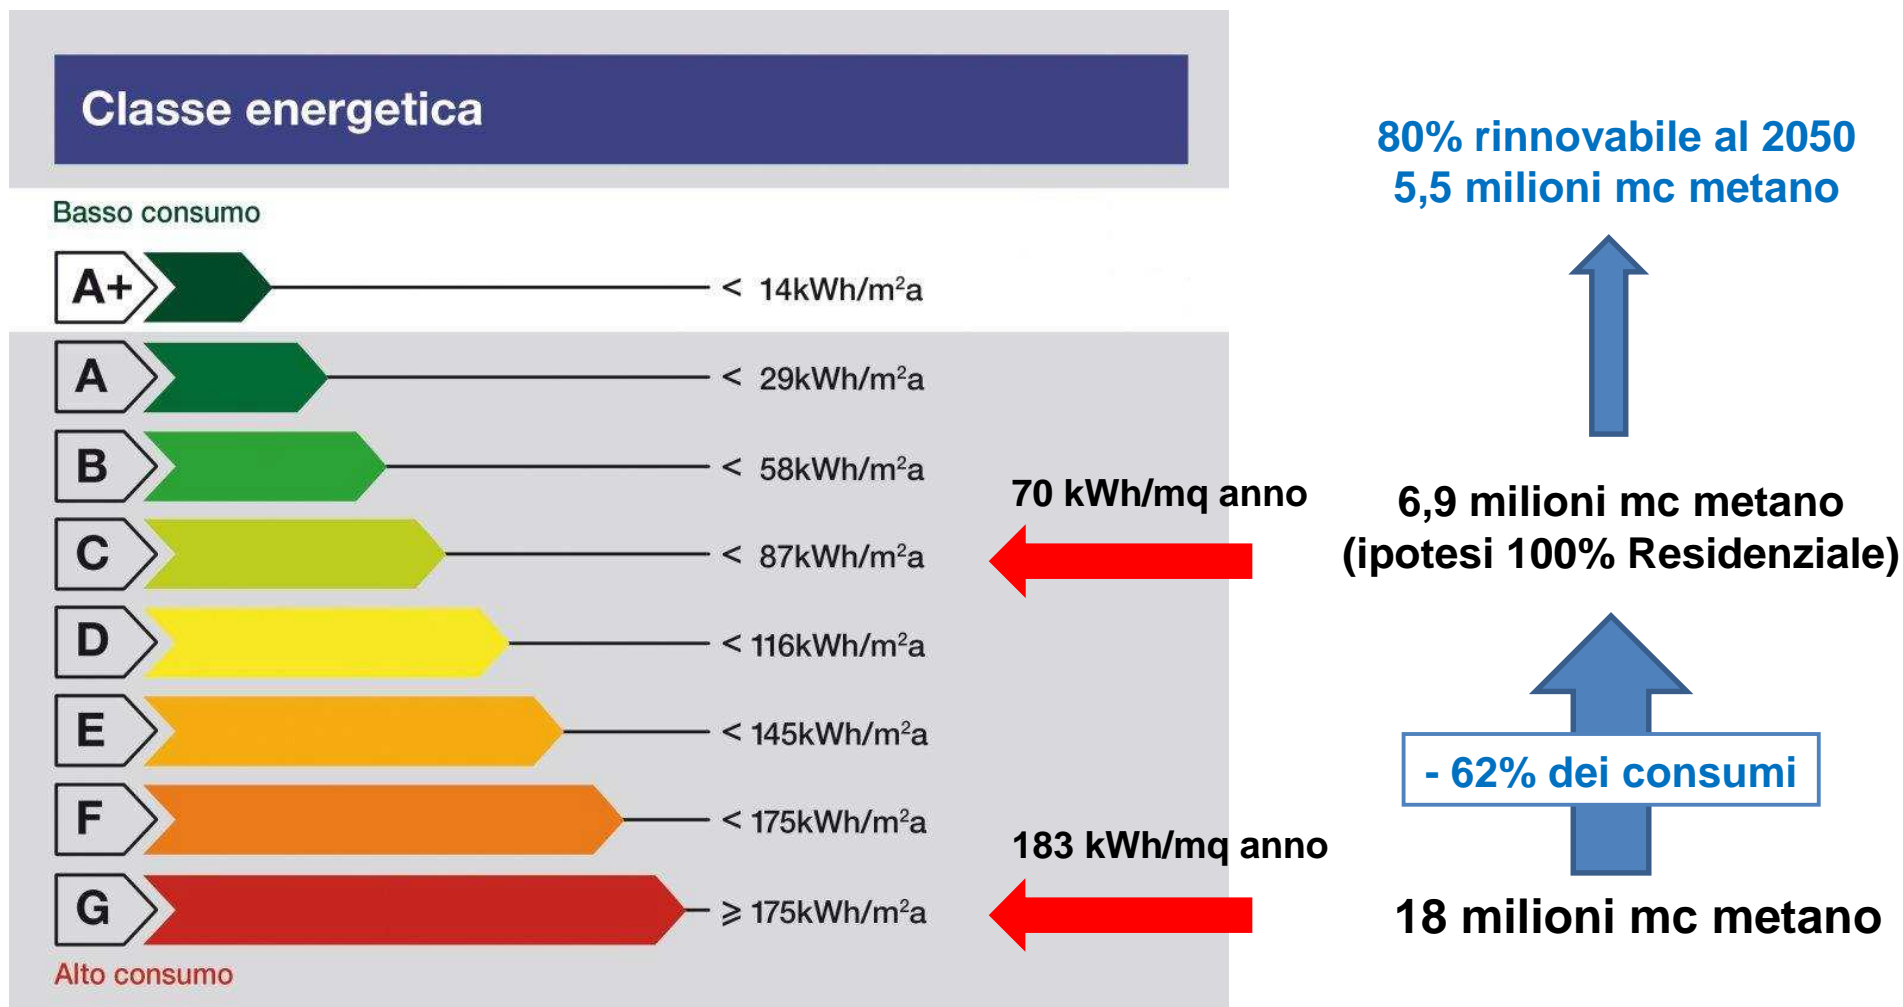 Classe energetica
Basso consumo
A+ < 14kWh/m²a
A < 29kWh/m²a
B < 58kWh/m²a
C < 87kWh/m²a
D < 116kWh/m²a
E < 145kWh/m²a
F < 175kWh/m²a
G ⩾ 175kWh/m²a
Alto consumo
70 kWh/mq anno
183 kWh/mq anno
80% rinnovabile al 2050
5,5 milioni mc metano
6,9 milioni mc metano
(ipotesi 100% Residenziale)
- 62% dei consumi
18 milioni mc metano